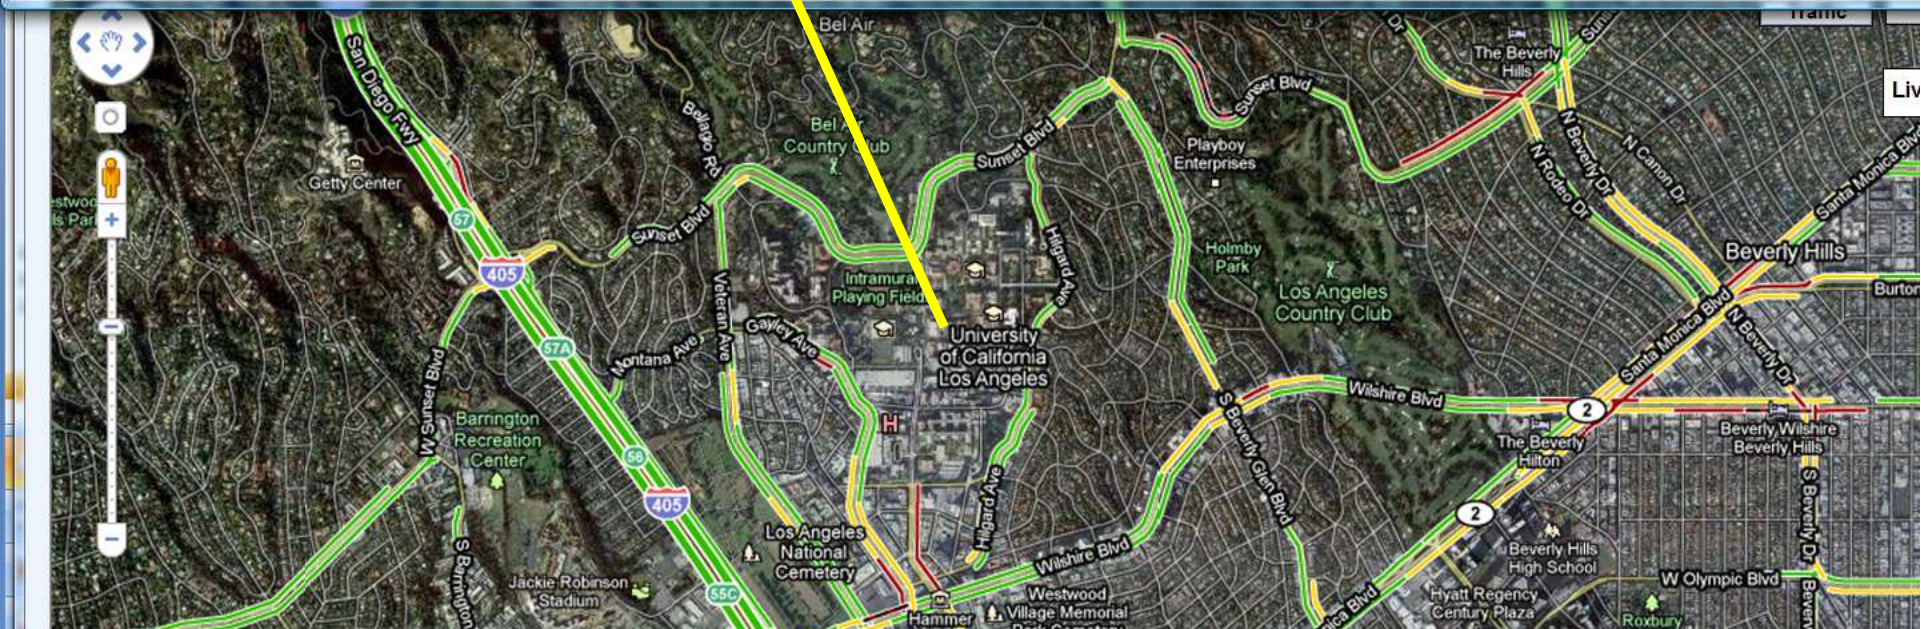 Bel Air
Traffic
San Diego Fwy
The Beverly
Hills
Sunset Blvd
Liv
Bellagio Rd
Bel Air
Country Club
Sunset Blvd
N Beverly Dr
N Canon Dr
Getty Center
Playboy
Enterprises
N Rodeo Dr
Santa Monica Blvd
57
Sunset Blvd
Hilgard Ave
Holmby
Park
Beverly Hills
405
Intramural
Playing Field
Veteran Ave
Los Angeles
Country Club
Burton
57A
Montana Ave
Gayley Ave
University
of California
Los Angeles
Santa Monica Blvd
N Beverly Dr
W Sunset Blvd
Wilshire Blvd
2
Barrington
Recreation
Center
H
S Beverly Glen Blvd
The Beverly
Hilton
Beverly Wilshire
Beverly Hills
56
405
Hilgard Ave
2
S Beverly Dr
Los Angeles
National
Cemetery
Wilshire Blvd
Beverly Hills
High School
S Barrington
Jackie Robinson
Stadium
55C
Westwood
Village Memorial
Park Cemetery
Hammer
Hyatt Regency
Century Plaza
W Olympic Blvd
Roxbury